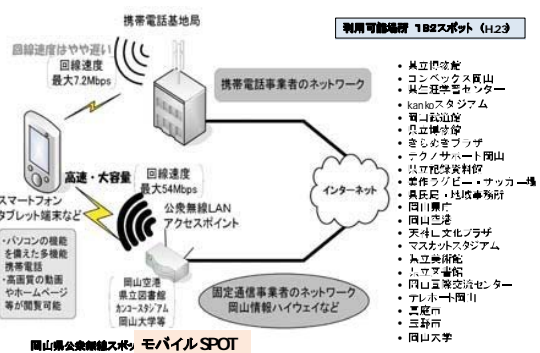 携帯電話基地局
回線速度はやや遅い
回線速度
最大7.2Mbps
携帯電話事業者のネットワーク
高速・大容量
回線速度
最大54Mbps
公衆無線LAN
アクセスポイント
インターネット
スマートフォン
タブレット端末など
・パソコンの機能
を備えた多機能
携帯電話
・高画質の動画
やホームページ
等が閲覧可能
岡山空港
県立図書館
カンコースタジアム
岡山大学等
固定通信事業者のネットワーク
岡山情報ハイウェイなど
岡山県公衆無線スポッ
モバイルSPOT
利用可能場所 192スポット (H.23)
• 県立博物館
• コンベックス岡山
• 県生涯学習センター
• kankoスタジアム
• 岡山武道館
• 県立博物館
• きらめきプラザ
• テクノサポート岡山
• 県立記録資料館
• 美作ラグビー・サッカー場
• 県民局・地域事務所
• 岡山県庁
• 岡山空港
• 天神山文化プラザ
• マスカットスタジアム
• 県立美術館
• 県立図書館
• 岡山国際交流センター
• テレポート岡山
• 真庭市
• 玉野市
• 岡山大学